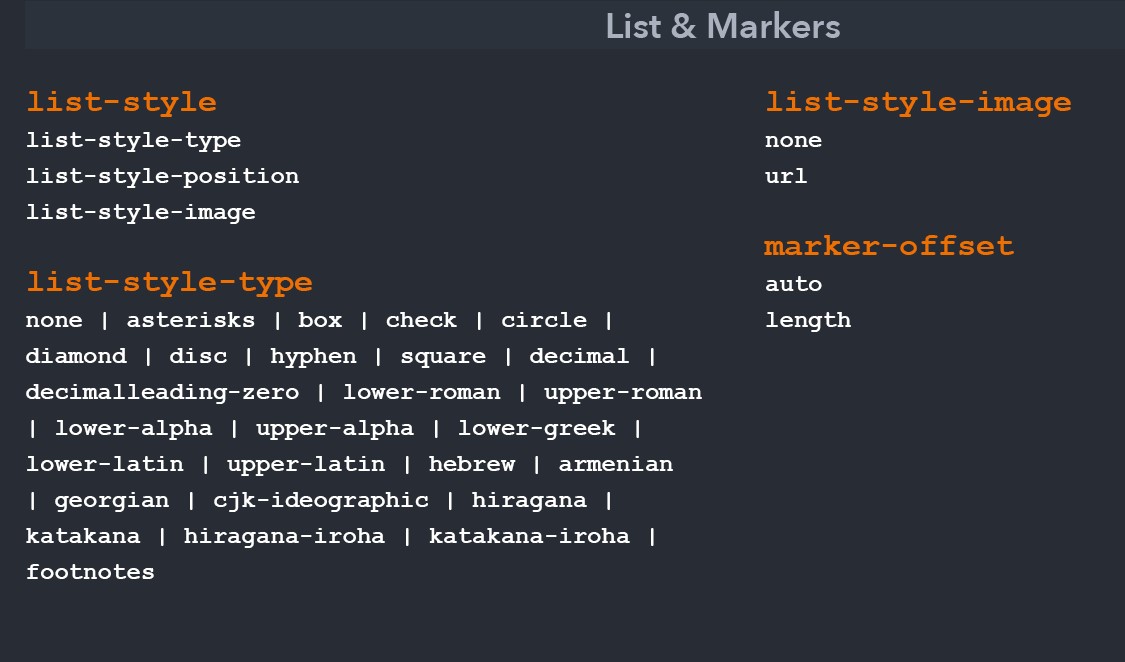 List & Markers
list-style
list-style-type
list-style-position
list-style-image
list-style-type
none | asterisks | box | check | circle |
diamond | disc | hyphen | square | decimal |
decimalleading-zero | lower-roman | upper-roman
| lower-alpha | upper-alpha | lower-greek |
lower-latin | upper-latin | hebrew | armenian
| georgian | cjk-ideographic | hiragana |
katakana | hiragana-iroha | katakana-iroha |
footnotes
list-style-image
none
url
marker-offset
auto
length